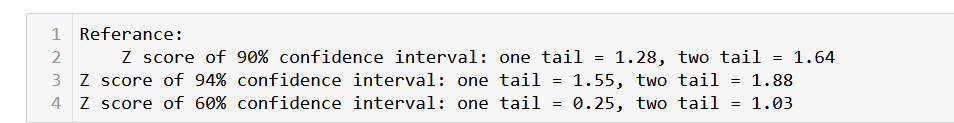 1 Referance:
2 Z score of 90% confidence interval: one tail = 1.28, two tail = 1.64
3 Z score of 94% confidence interval: one tail = 1.55, two tail = 1.88
4 Z score of 60% confidence interval: one tail = 0.25, two tail = 1.03